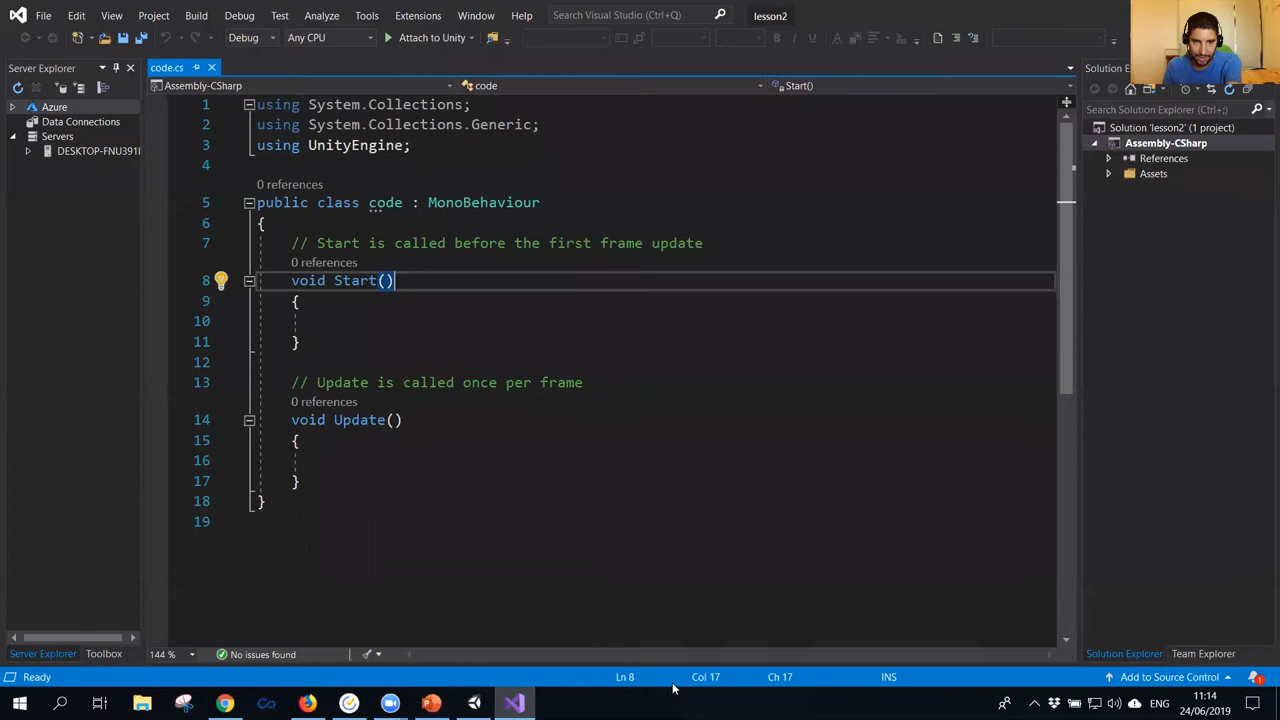 File Edit View Project Build Debug Test Analyze Tools Extensions Window Help Search Visual Studio (Ctrl+Q) lesson2
Debug Any CPU Attach to Unity
Server Explorer
code.cs
Solution Explorer
Assembly-CSharp code Start()
Azure
Data Connections
Servers
DESKTOP-FNU391
Search Solution Explorer (Ctrl+;)
Solution 'lesson2' (1 project)
Assembly-CSharp
References
Assets
1 using System.Collections;
2 using System.Collections.Generic;
3 using UnityEngine;
4
0 references
5 public class code : MonoBehaviour
6 {
7 // Start is called before the first frame update
0 references
8 void Start()
9 {
10
11 }
12
13 // Update is called once per frame
0 references
14 void Update()
15 {
16
17 }
18 }
19
Server Explorer Toolbox
144 % No issues found
Solution Explorer Team Explorer
Ready Ln 8 Col 17 Ch 17 INS Add to Source Control 1
ENG 11:14
24/06/2019